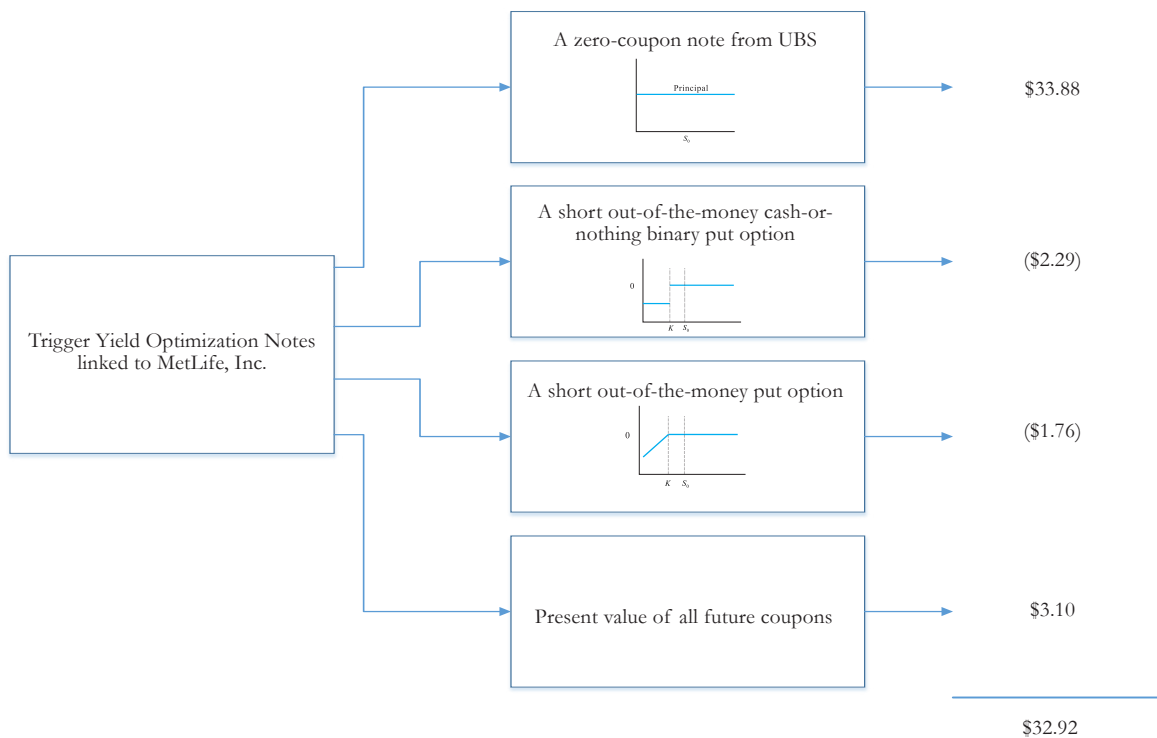 Trigger Yield Optimization Notes
linked to MetLife, Inc.
A zero-coupon note from UBS
Principal
S₀
$33.88
A short out-of-the-money cash-or-
nothing binary put option
0
K S₀
($2.29)
A short out-of-the-money put option
0
K S₀
($1.76)
Present value of all future coupons
$3.10
$32.92